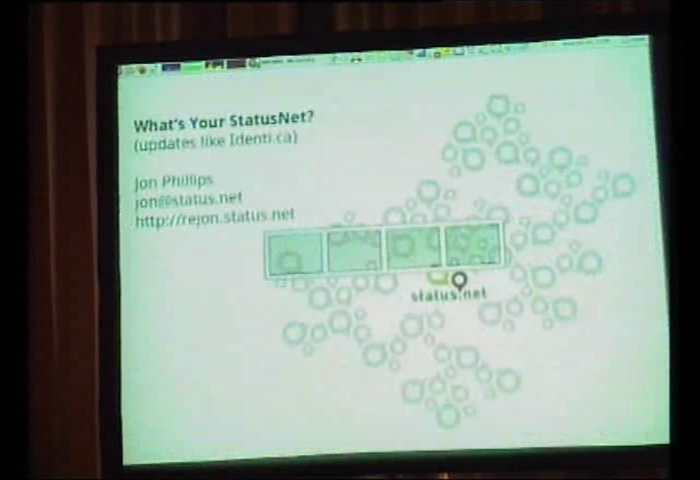 What's Your StatusNet?
(updates like Identi.ca)
Jon Phillips
jon@status.net
http://rejon.status.net
status.net